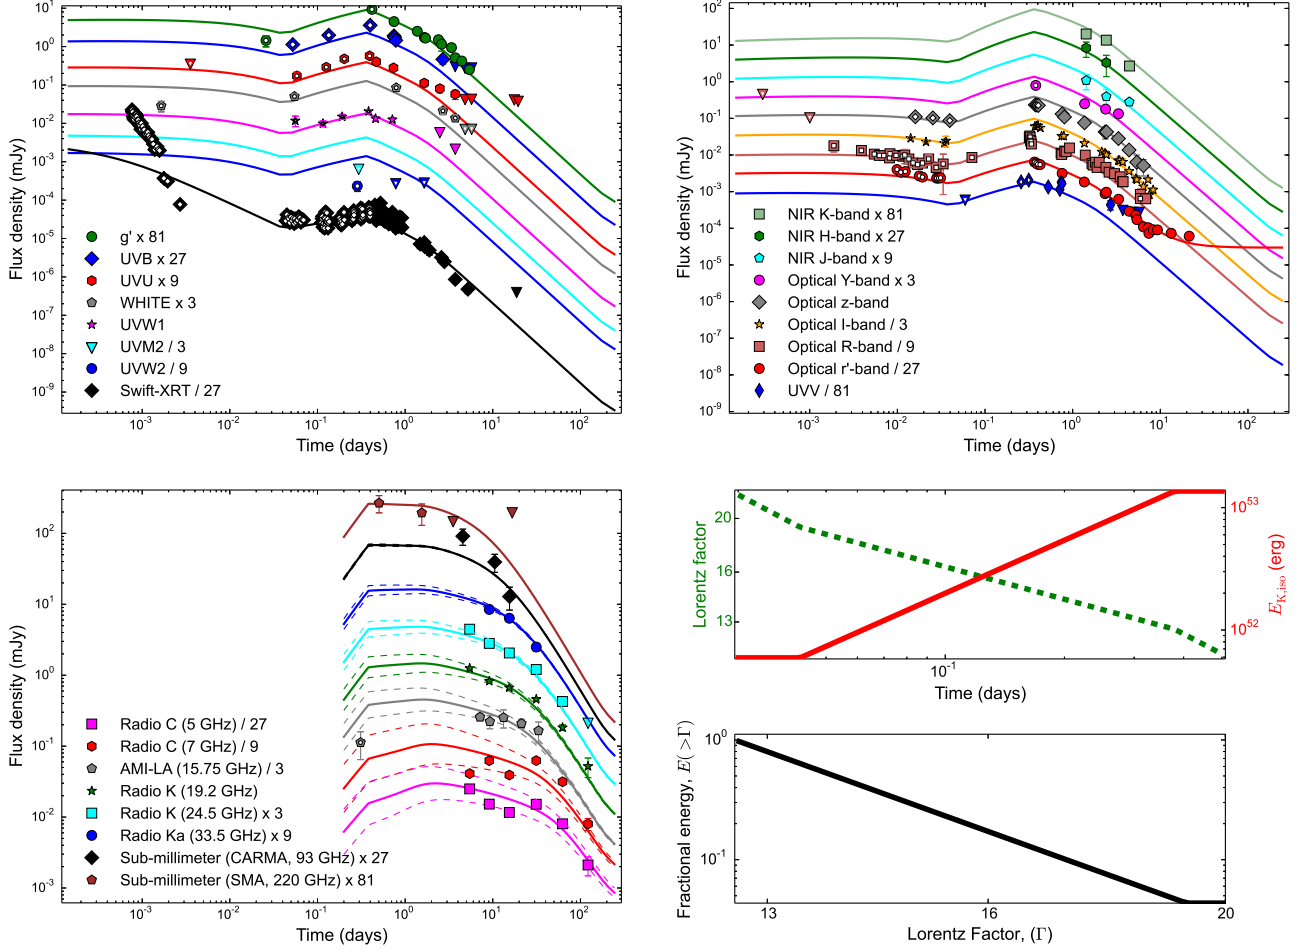 10^1
10^0
10^-1
10^-2
10^-3
10^-4
10^-5
10^-6
10^-7
10^-8
10^-9
Flux density (mJy)
g' x 81
UVB x 27
UVU x 9
WHITE x 3
UVW1
UVM2 / 3
UVW2 / 9
Swift-XRT / 27
10^-3 10^-2 10^-1 10^0 10^1 10^2
Time (days)
10^2
10^1
10^0
10^-1
10^-2
10^-3
10^-4
10^-5
10^-6
10^-7
10^-8
10^-9
Flux density (mJy)
NIR K-band x 81
NIR H-band x 27
NIR J-band x 9
Optical Y-band x 3
Optical z-band
Optical I-band / 3
Optical R-band / 9
Optical r'-band / 27
UVV / 81
10^-3 10^-2 10^-1 10^0 10^1 10^2
Time (days)
10^2
10^1
10^0
10^-1
10^-2
10^-3
Flux density (mJy)
Radio C (5 GHz) / 27
Radio C (7 GHz) / 9
AMI-LA (15.75 GHz) / 3
Radio K (19.2 GHz)
Radio K (24.5 GHz) x 3
Radio Ka (33.5 GHz) x 9
Sub-millimeter (CARMA, 93 GHz) x 27
Sub-millimeter (SMA, 220 GHz) x 81
10^-3 10^-2 10^-1 10^0 10^1 10^2
Time (days)
20
16
13
Lorentz factor
10^53
10^52
E_K,iso (erg)
10^-1
Time (days)
10^0
10^-1
Fractional energy, E(>Γ)
13 16 20
Lorentz Factor, (Γ)